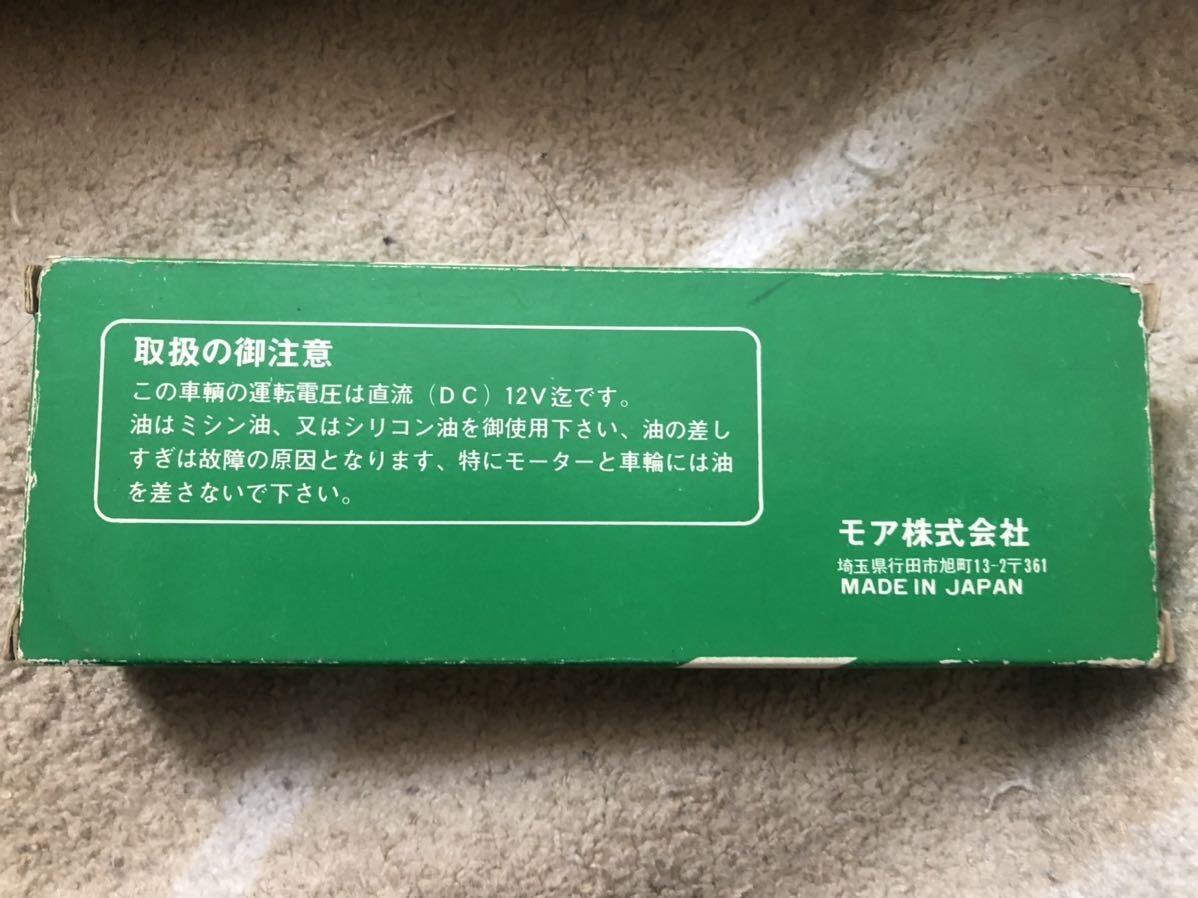 取扱の御注意
この車輌の運転電圧は直流（DC）12V迄です。
油はミシン油、又はシリコン油を御使用下さい、油の差し
すぎは故障の原因となります、特にモーターと車輪には油
を差さないで下さい。
モア株式会社
埼玉県行田市旭町13-2〒361
MADE IN JAPAN